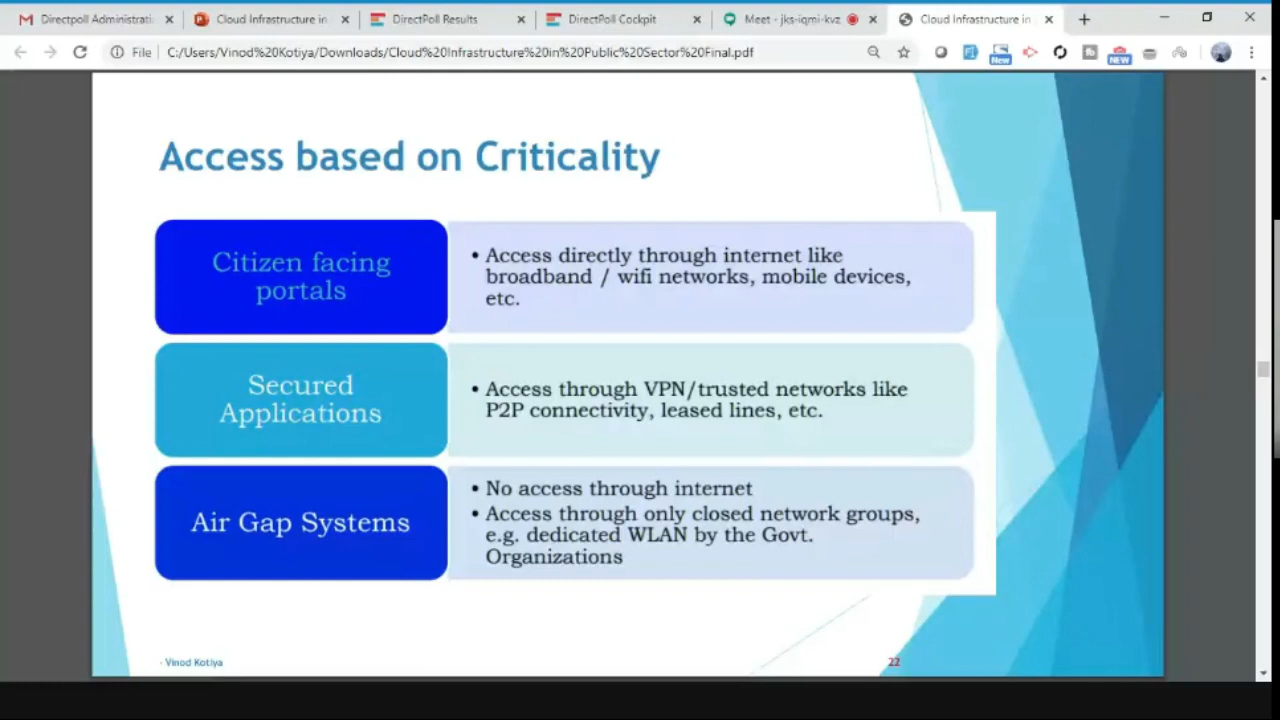 Directpoll Administrati
Cloud Infrastructure in
DirectPoll Results
DirectPoll Cockpit
Meet - jks-iqmi-kvz
Cloud Infrastructure in
File
C:/Users/Vinod%20Kotiya/Downloads/Cloud%20Infrastructure%20in%20Public%20Sector%20Final.pdf
New
NEW
Access based on Criticality
Citizen facing
portals
• Access directly through internet like
broadband / wifi networks, mobile devices,
etc.
Secured
Applications
• Access through VPN/trusted networks like
P2P connectivity, leased lines, etc.
Air Gap Systems
• No access through internet
• Access through only closed network groups,
e.g. dedicated WLAN by the Govt.
Organizations
- Vinod Kotiya
22